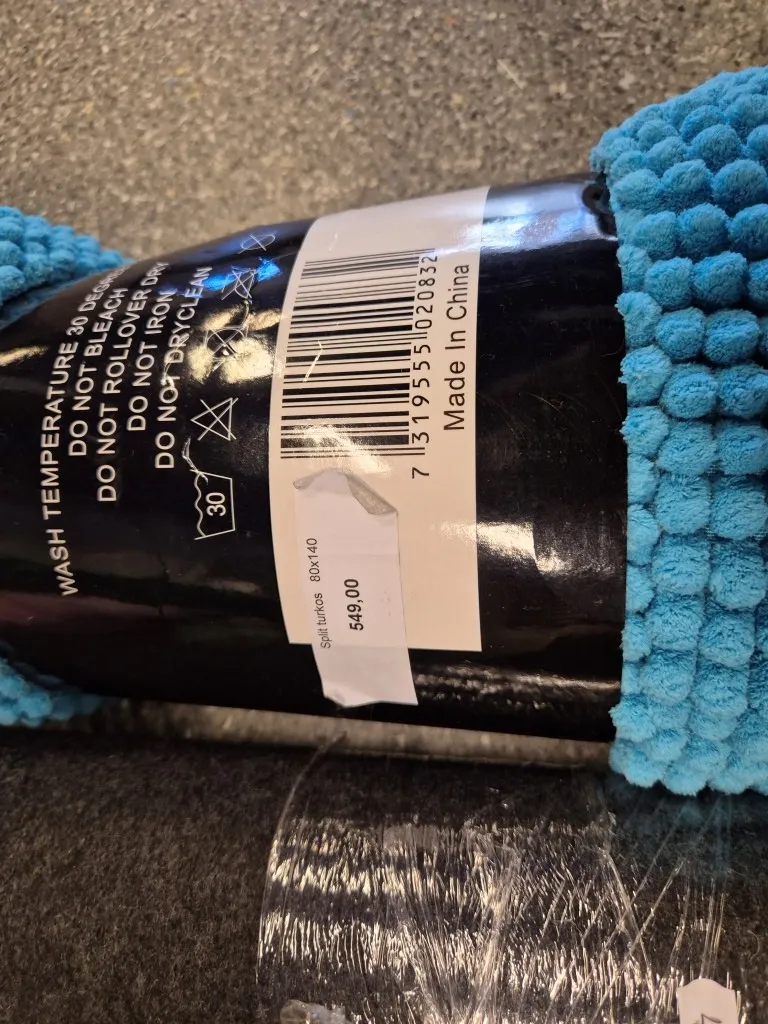 WASH TEMPERATURE 30 DEGREE
DO NOT BLEACH
DO NOT ROLLOVER DRY
DO NOT IRON
DO NOT DRYCLEAN
30
7 319555 020832
Made In China
Split turkos 80x140
549,00